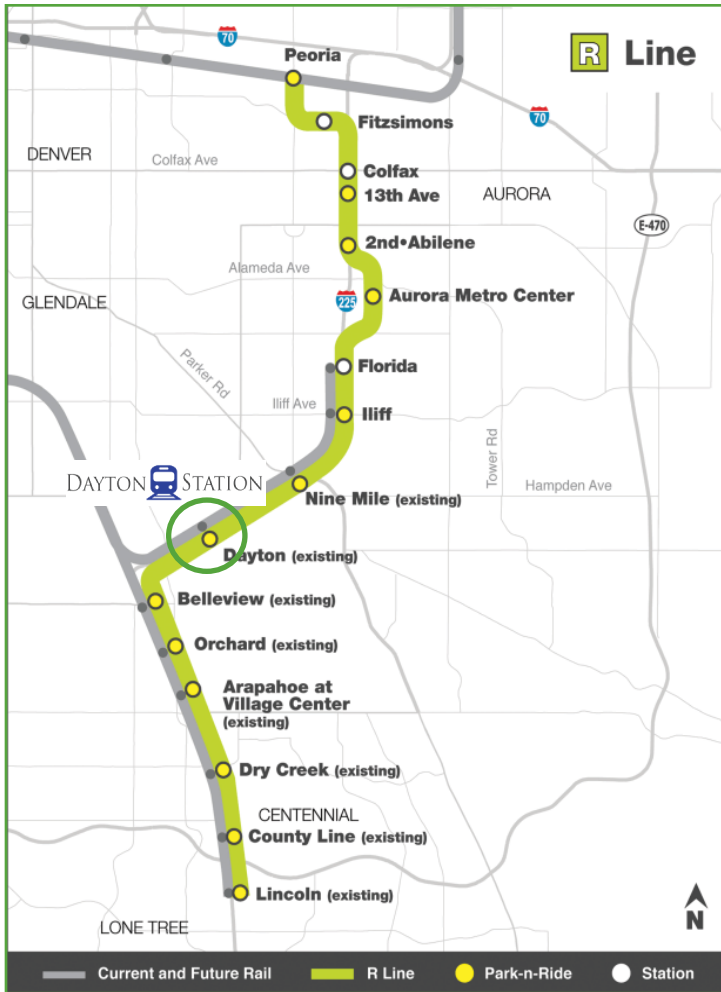 70
R Line
Peoria
Fitzsimons
70
DENVER
Colfax Ave
Colfax
13th Ave
AURORA
E-470
2nd•Abilene
Alameda Ave
Aurora Metro Center
GLENDALE
225
Parker Rd
Florida
Iliff Ave
Iliff
Tower Rd
DAYTON STATION
Nine Mile (existing)
Hampden Ave
Dayton (existing)
Belleview (existing)
Orchard (existing)
Arapahoe at
Village Center
(existing)
Dry Creek (existing)
CENTENNIAL
County Line (existing)
Lincoln (existing)
LONE TREE
N
Current and Future Rail
R Line
Park-n-Ride
Station